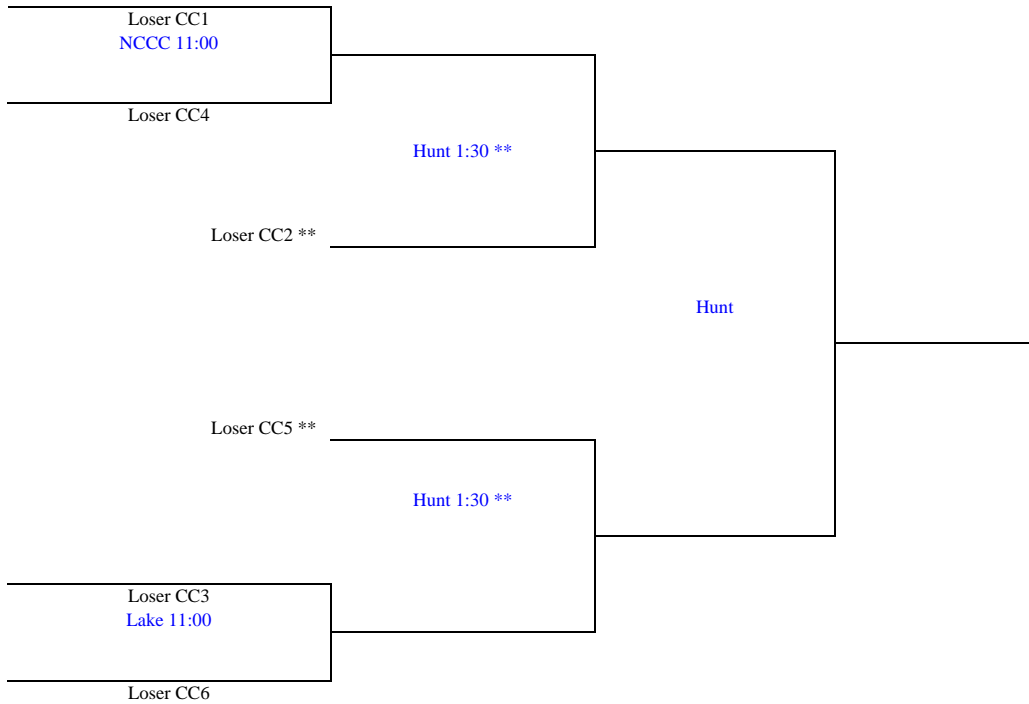 Loser CC1
NCCC 11:00
Loser CC4
Hunt 1:30 **
Loser CC2 **
Hunt
Loser CC5 **
Hunt 1:30 **
Loser CC3
Lake 11:00
Loser CC6